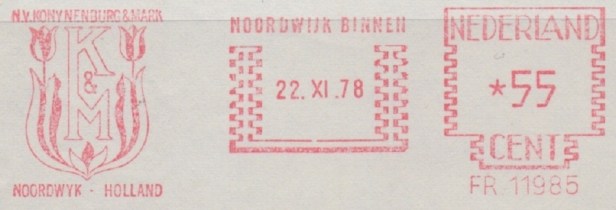 N.V. KONYNENBURG & MARK
K
&
M
NOORDWYK - HOLLAND
NOORDWIJK BINNEN
22. XI .78
NEDERLAND
*55
CENT
FR. 11985